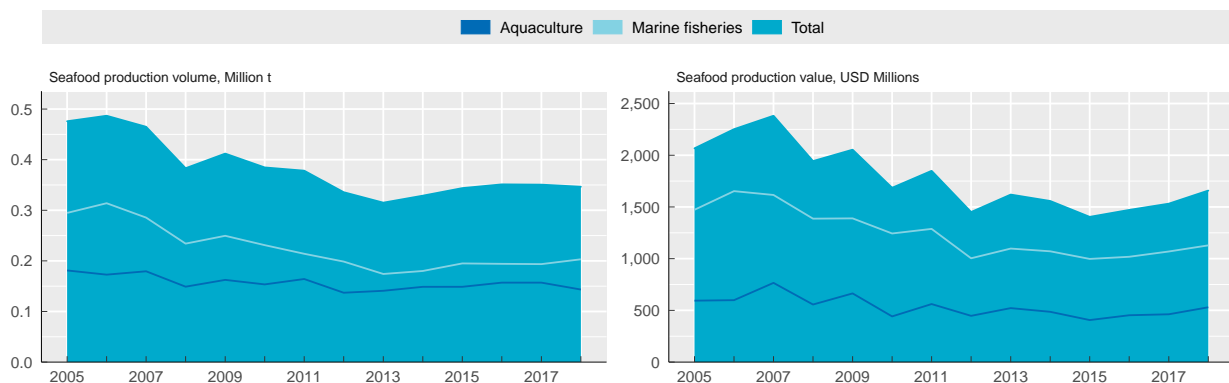 Aquaculture Marine fisheries Total
Seafood production volume, Million t
0.5
0.4
0.3
0.2
0.1
0.0
2005 2007 2009 2011 2013 2015 2017
Seafood production value, USD Millions
2,500
2,000
1,500
1,000
500
0
2005 2007 2009 2011 2013 2015 2017